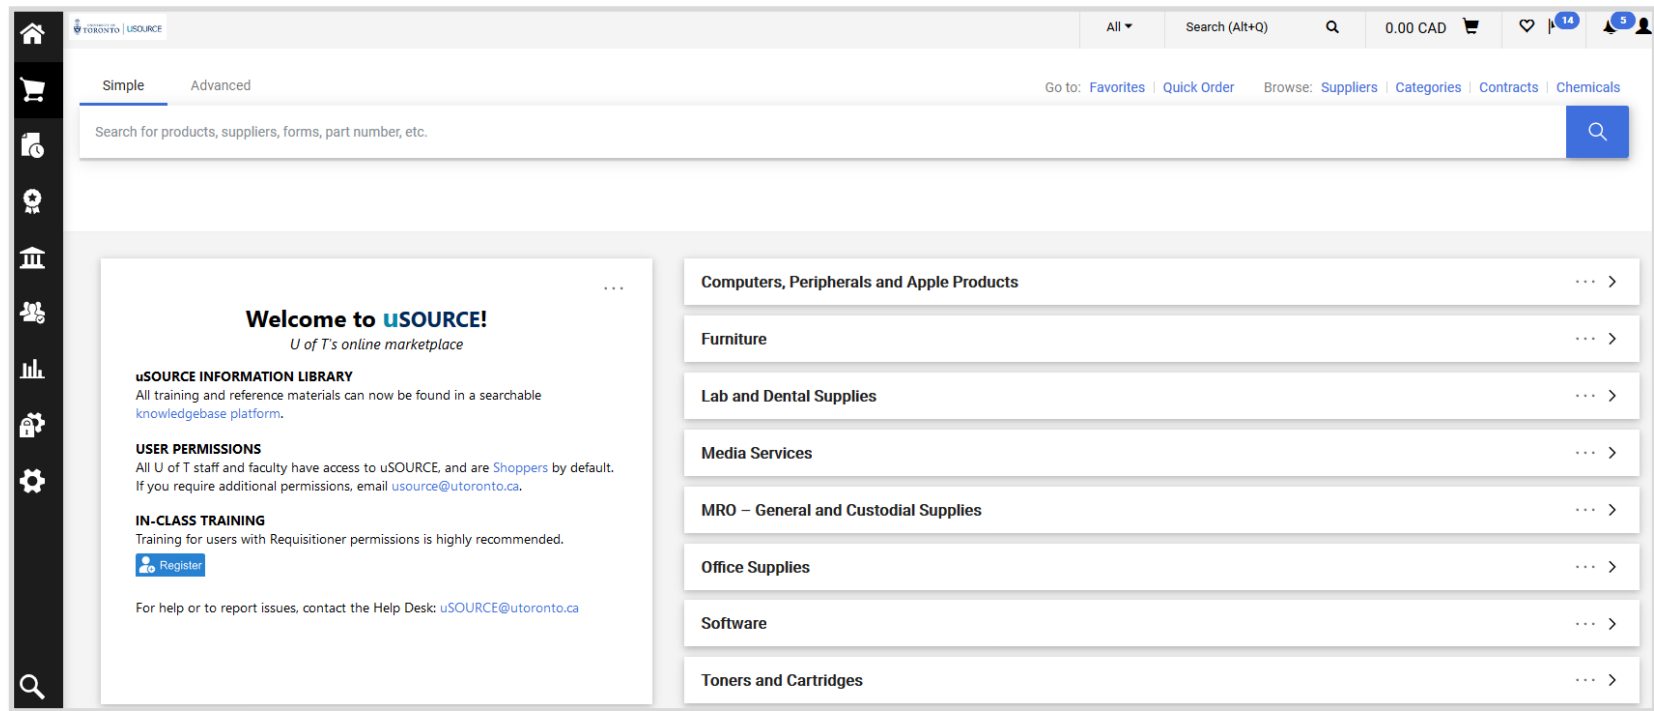 UNIVERSITY OF
TORONTO | USOURCE
All
Search (Alt+Q)
0.00 CAD
14
5
Simple
Advanced
Go to: Favorites | Quick Order
Browse: Suppliers | Categories | Contracts | Chemicals
Search for products, suppliers, forms, part number, etc.
Welcome to uSOURCE!
U of T's online marketplace
uSOURCE INFORMATION LIBRARY
All training and reference materials can now be found in a searchable
knowledgebase platform.
USER PERMISSIONS
All U of T staff and faculty have access to uSOURCE, and are Shoppers by default.
If you require additional permissions, email usource@utoronto.ca.
IN-CLASS TRAINING
Training for users with Requisitioner permissions is highly recommended.
Register
For help or to report issues, contact the Help Desk: uSOURCE@utoronto.ca
Computers, Peripherals and Apple Products
Furniture
Lab and Dental Supplies
Media Services
MRO – General and Custodial Supplies
Office Supplies
Software
Toners and Cartridges